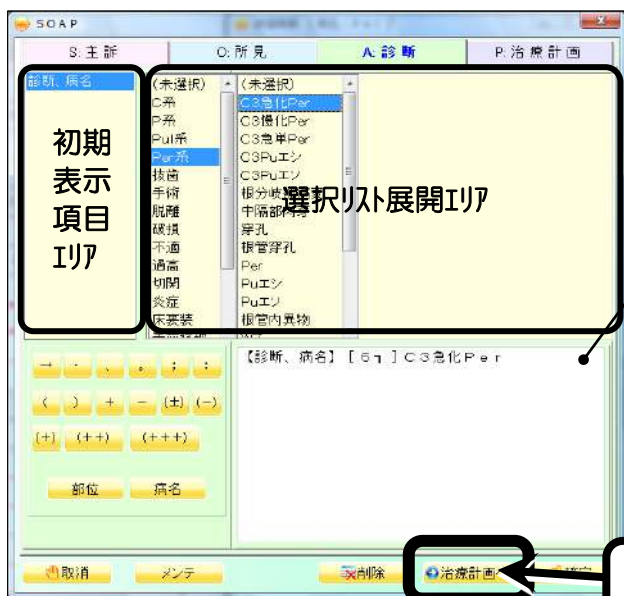 SOAP
S:主訴
O:所見
A:診断
P:治療計画
診断、病名
初期
表示
項目
エリア
(未選択)
C系
P系
Pul系
Per系
抜歯
手術
脱離
破損
不適
過高
切開
炎症
床裏装
(未選択)
C3急化Per
C3慢化Per
C3急単Per
C3Puエシ
C3Puエソ
穿孔
根管穿孔
Per
Puエシ
Puエソ
根管内異物
選択リスト展開エリア
【診断、病名】[6┐]C3急化Per
→ ・ 、 。 ; :
( ) + - (±) (-)
(+) (++) (+++)
部位
病名
取消
メンテ
削除
治療計画へ